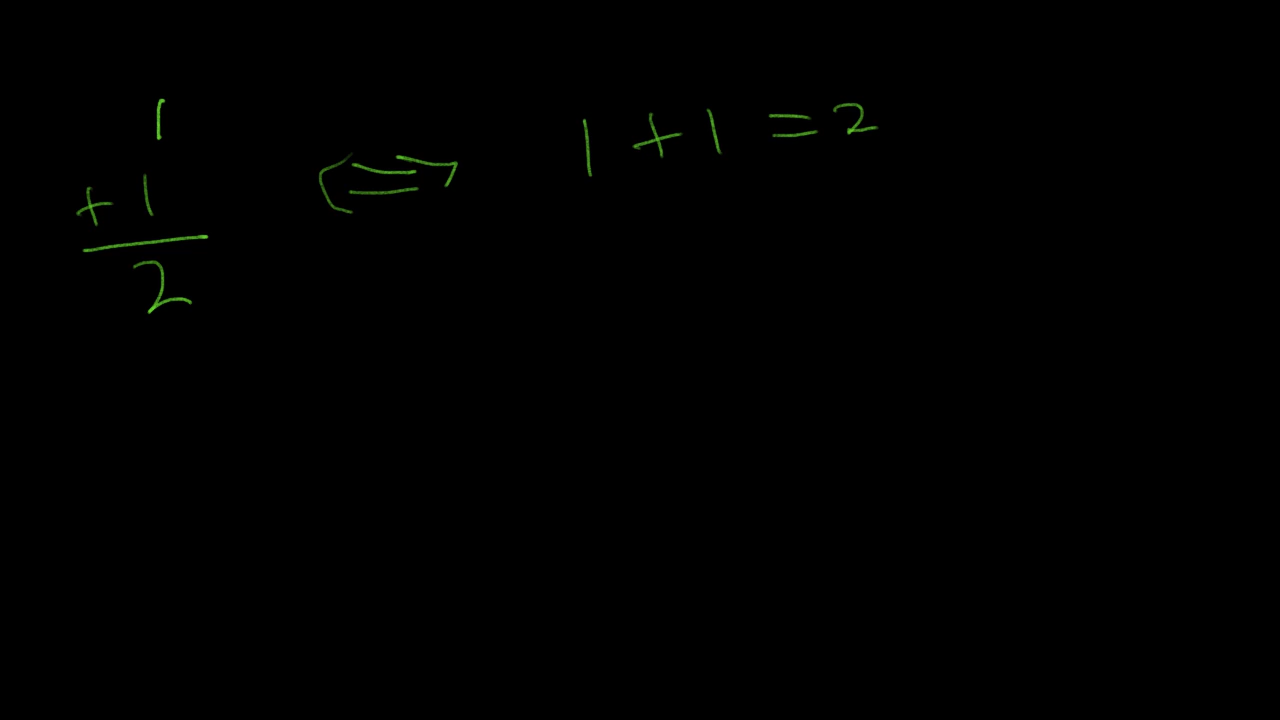 1
+ 1
2
⟺
1 + 1 = 2